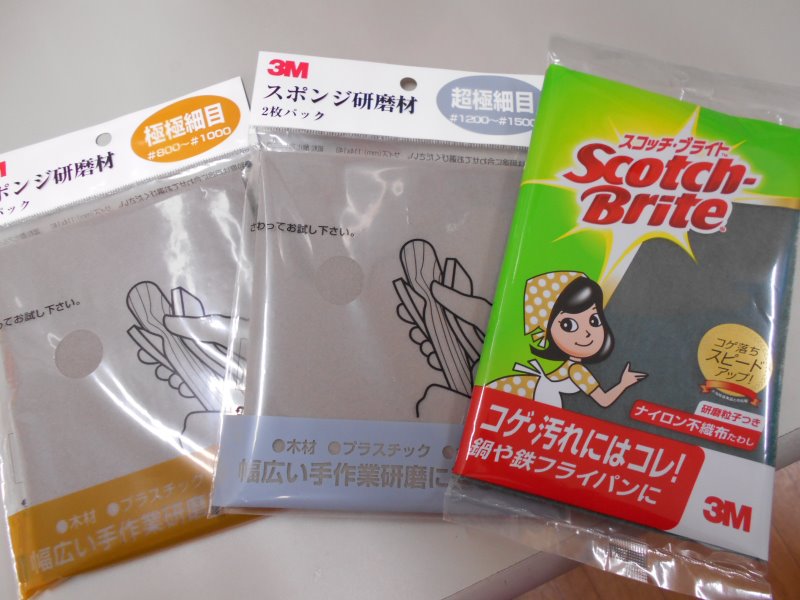 3M
ポンジ研磨材
パック
極極細目
#800〜#1000
わってお試し下さい。
●木材 ●プラスチック
幅広い手作業研磨
3M
スポンジ研磨材
2枚パック
超極細目
#1200〜#1500
さわってお試し下さい。
●木材 ●プラスチック
幅広い手作業研磨に
スコッチ・ブライト™
Scotch-
Brite
コゲ落ち
スピード
アップ!
研磨粒子つき
ナイロン不織布たわし
コゲ・汚れにはコレ!
鍋や鉄フライパンに
3M